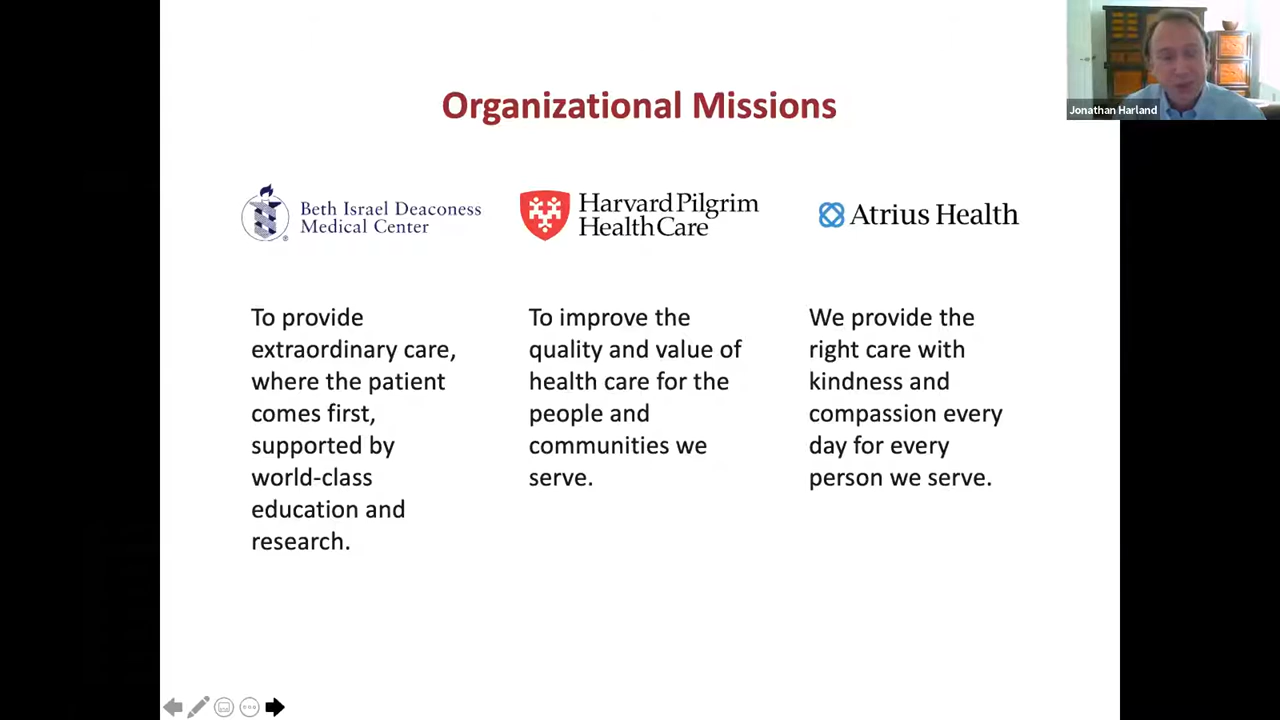 Jonathan Harland
Organizational Missions
Beth Israel Deaconess
Medical Center
Harvard Pilgrim
HealthCare
Atrius Health
To provide
extraordinary care,
where the patient
comes first,
supported by
world-class
education and
research.
To improve the
quality and value of
health care for the
people and
communities we
serve.
We provide the
right care with
kindness and
compassion every
day for every
person we serve.